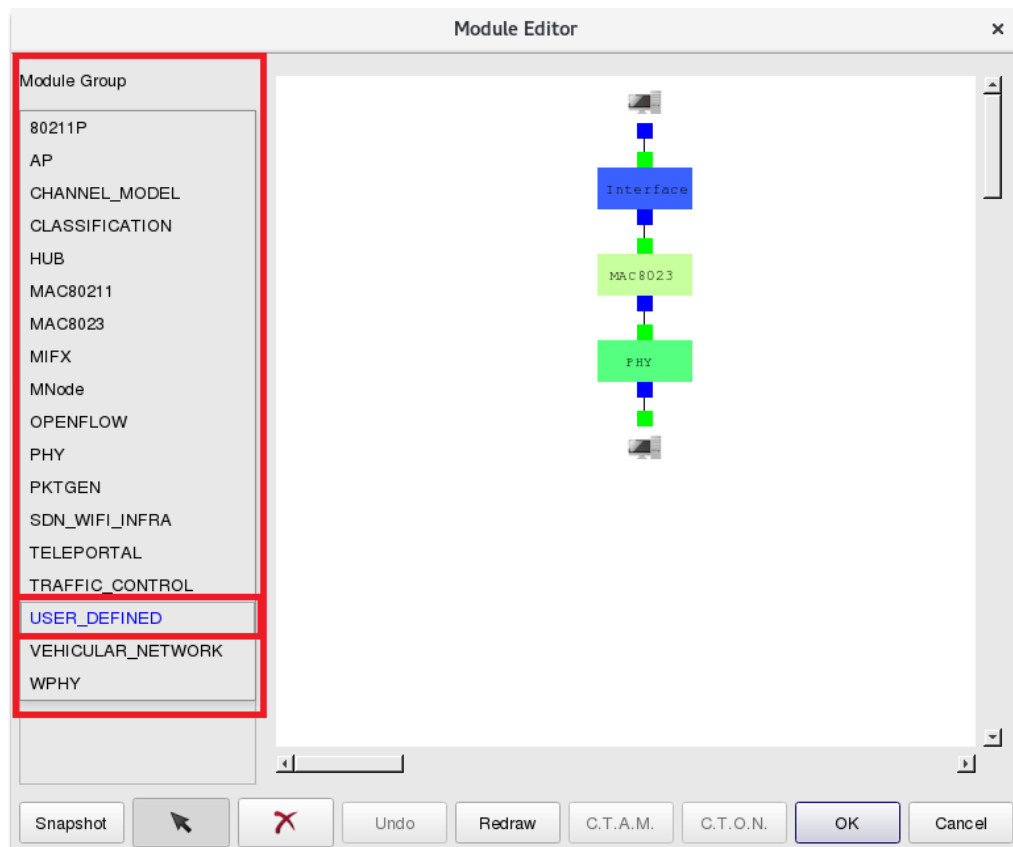 Module Editor
×
Module Group
80211P
AP
CHANNEL_MODEL
CLASSIFICATION
HUB
MAC80211
MAC8023
MIFX
MNode
OPENFLOW
PHY
PKTGEN
SDN_WIFI_INFRA
TELEPORTAL
TRAFFIC_CONTROL
USER_DEFINED
VEHICULAR_NETWORK
WPHY
Interface
MAC8023
PHY
Snapshot Undo Redraw C.T.A.M. C.T.O.N. OK Cancel